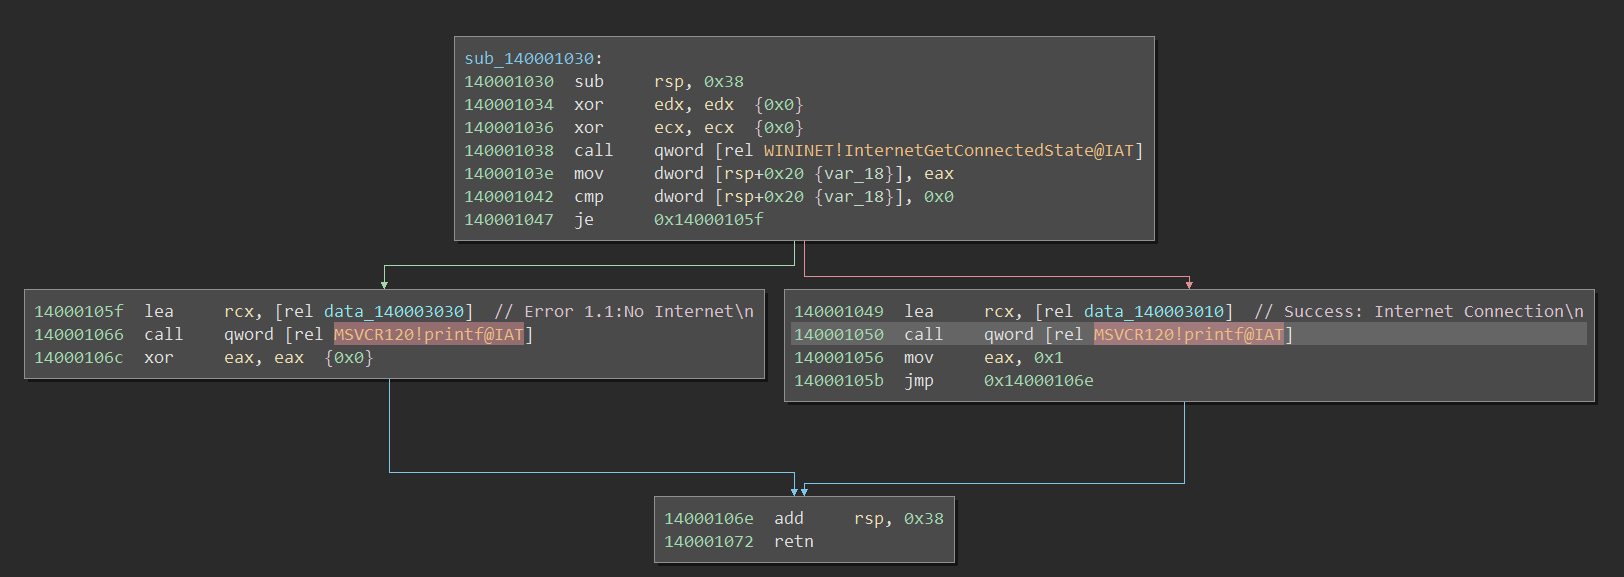 sub_140001030:
140001030 sub rsp, 0x38
140001034 xor edx, edx {0x0}
140001036 xor ecx, ecx {0x0}
140001038 call qword [rel WININET!InternetGetConnectedState@IAT]
14000103e mov dword [rsp+0x20 {var_18}], eax
140001042 cmp dword [rsp+0x20 {var_18}], 0x0
140001047 je 0x14000105f
14000105f lea rcx, [rel data_140003030] // Error 1.1:No Internet\n
140001066 call qword [rel MSVCR120!printf@IAT]
14000106c xor eax, eax {0x0}
140001049 lea rcx, [rel data_140003010] // Success: Internet Connection\n
140001050 call qword [rel MSVCR120!printf@IAT]
140001056 mov eax, 0x1
14000105b jmp 0x14000106e
14000106e add rsp, 0x38
140001072 retn